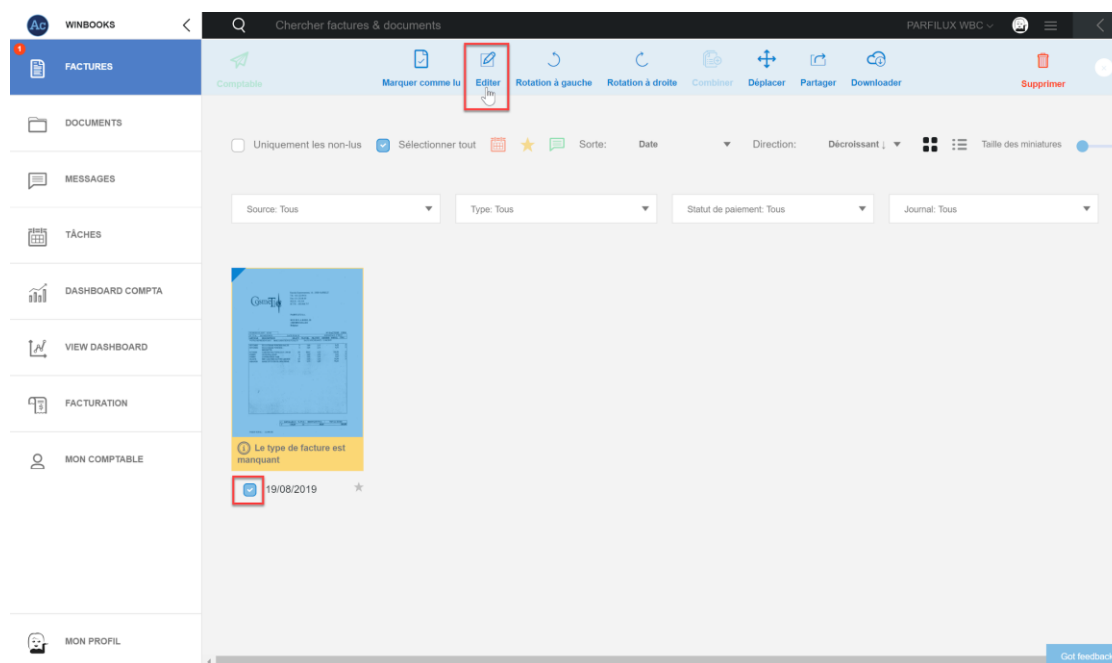 Ac WINBOOKS
Chercher factures & documents
PARFILUX WBC
1
FACTURES
Comptable
Marquer comme lu
Editer
Rotation à gauche
Rotation à droite
Combiner
Déplacer
Partager
Downloader
Supprimer
DOCUMENTS
Uniquement les non-lus
Sélectionner tout
Sorte:
Date
Direction:
Décroissant ↓
Taille des miniatures
MESSAGES
Source: Tous
Type: Tous
Statut de paiement: Tous
Journal: Tous
TÂCHES
DASHBOARD COMPTA
VIEW DASHBOARD
FACTURATION
MON COMPTABLE
Le type de facture est
manquant
19/08/2019
MON PROFIL
Got feedback